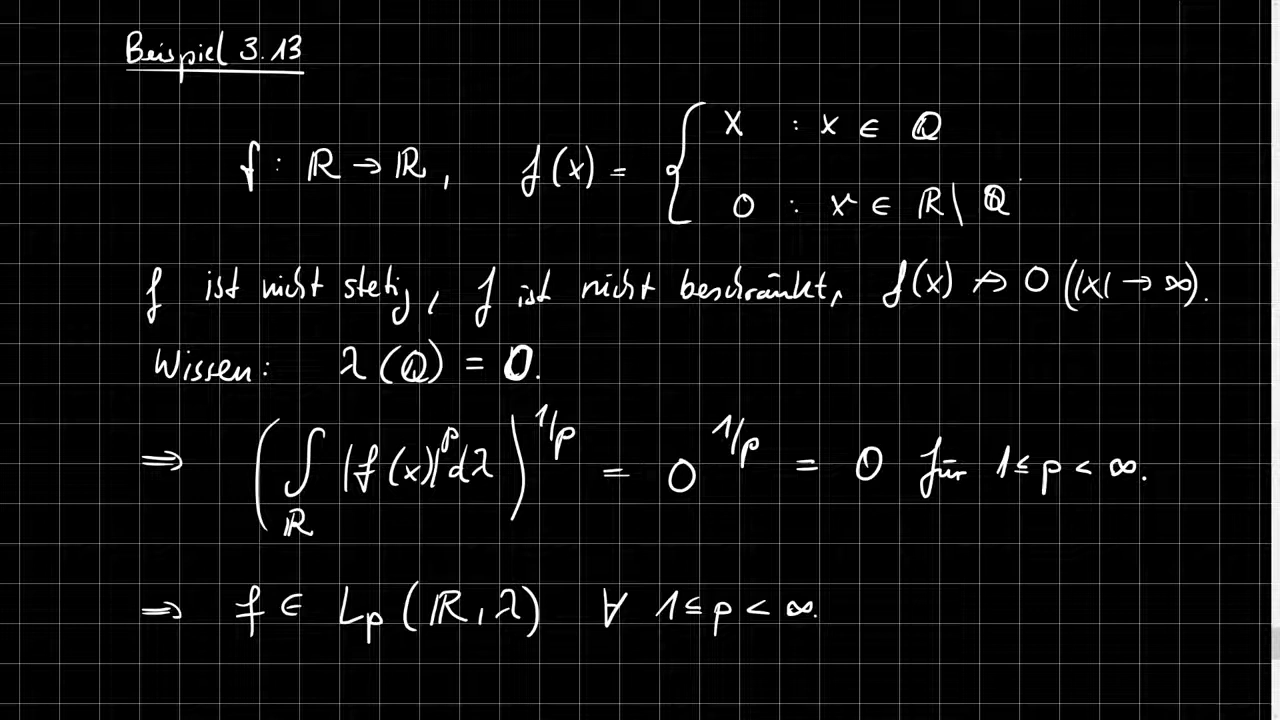 Beispiel 3.13
f : ℝ → ℝ, f(x) = { x : x ∈ ℚ
0 : x ∈ ℝ \ ℚ
f ist nicht stetig, f ist nicht beschränkt, f(x) ↛ 0 (|x| → ∞).
Wissen: λ(ℚ) = 0.
⇒ ( ∫_ℝ |f(x)|^p dλ )^{1/p} = 0^{1/p} = 0 für 1 ≤ p < ∞.
⇒ f ∈ L_p (ℝ, λ) ∀ 1 ≤ p < ∞.